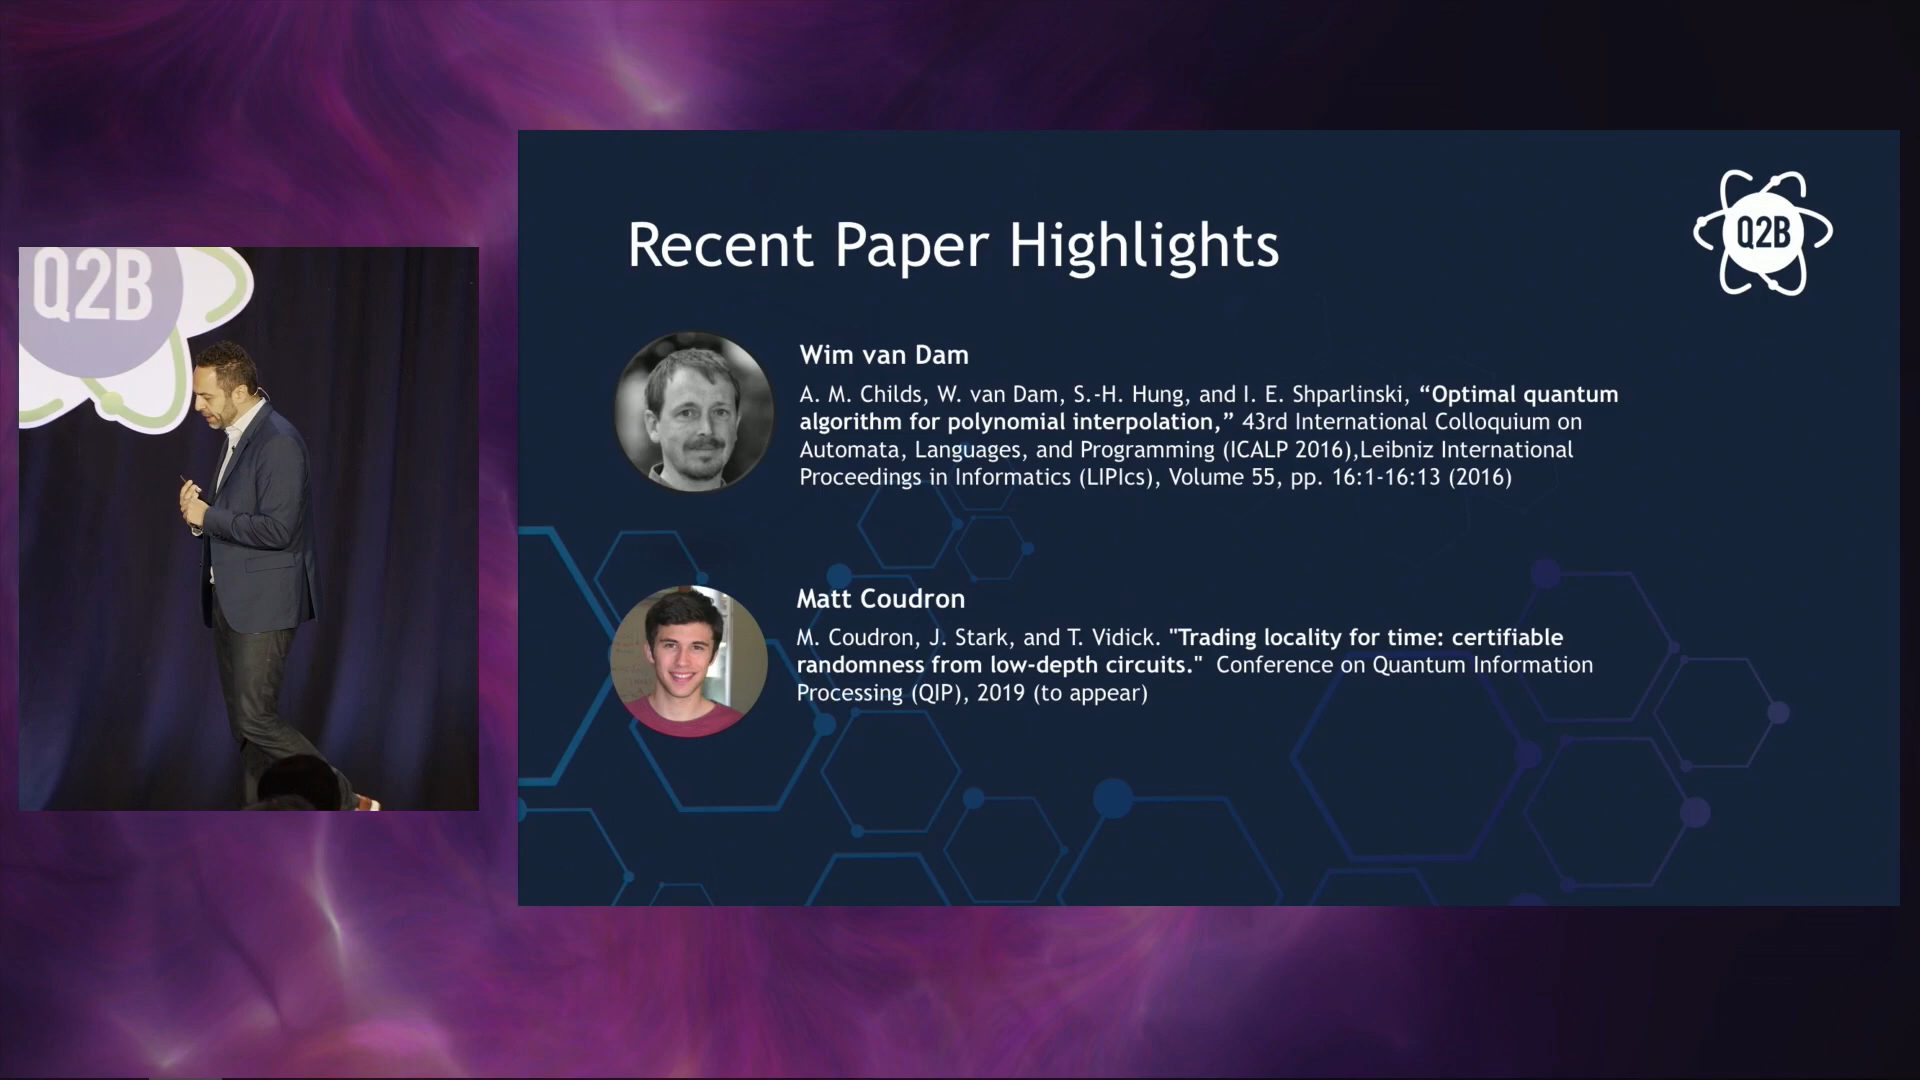 Q2B
Recent Paper Highlights
Q2B
Wim van Dam
A. M. Childs, W. van Dam, S.-H. Hung, and I. E. Shparlinski, “Optimal quantum
algorithm for polynomial interpolation,” 43rd International Colloquium on
Automata, Languages, and Programming (ICALP 2016),Leibniz International
Proceedings in Informatics (LIPIcs), Volume 55, pp. 16:1-16:13 (2016)
Matt Coudron
M. Coudron, J. Stark, and T. Vidick. "Trading locality for time: certifiable
randomness from low-depth circuits."  Conference on Quantum Information
Processing (QIP), 2019 (to appear)